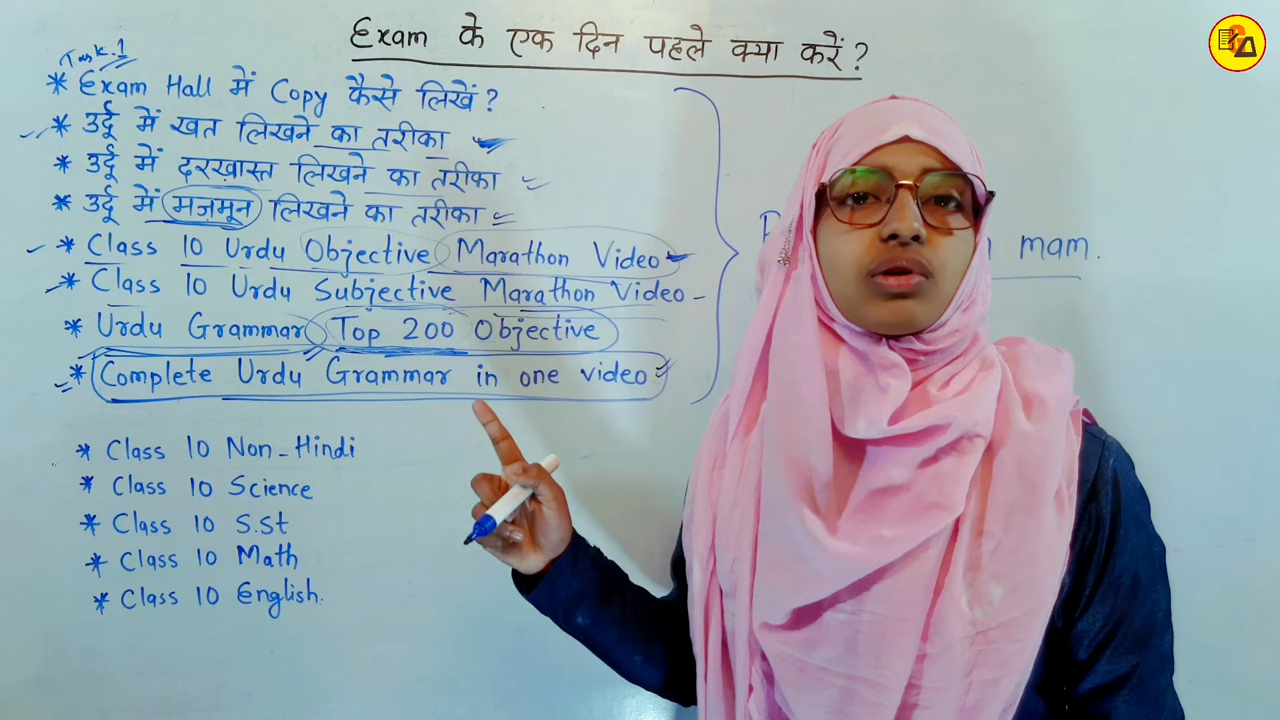 Exam के एक दिन पहले क्या करें?
Task.1
* Exam Hall में Copy कैसे लिखें?
* उर्दू में खत लिखने का तरीका
* उर्दू में दरख़ास्त लिखने का तरीका
* उर्दू में मज़मून लिखने का तरीका
* Class 10 Urdu Objective Marathon Video
* Class 10 Urdu Subjective Marathon Video
* Urdu Grammar Top 200 Objective
* Complete Urdu Grammar in one video
mam.
* Class 10 Non-Hindi
* Class 10 Science
* Class 10 S.St
* Class 10 Math
* Class 10 English.